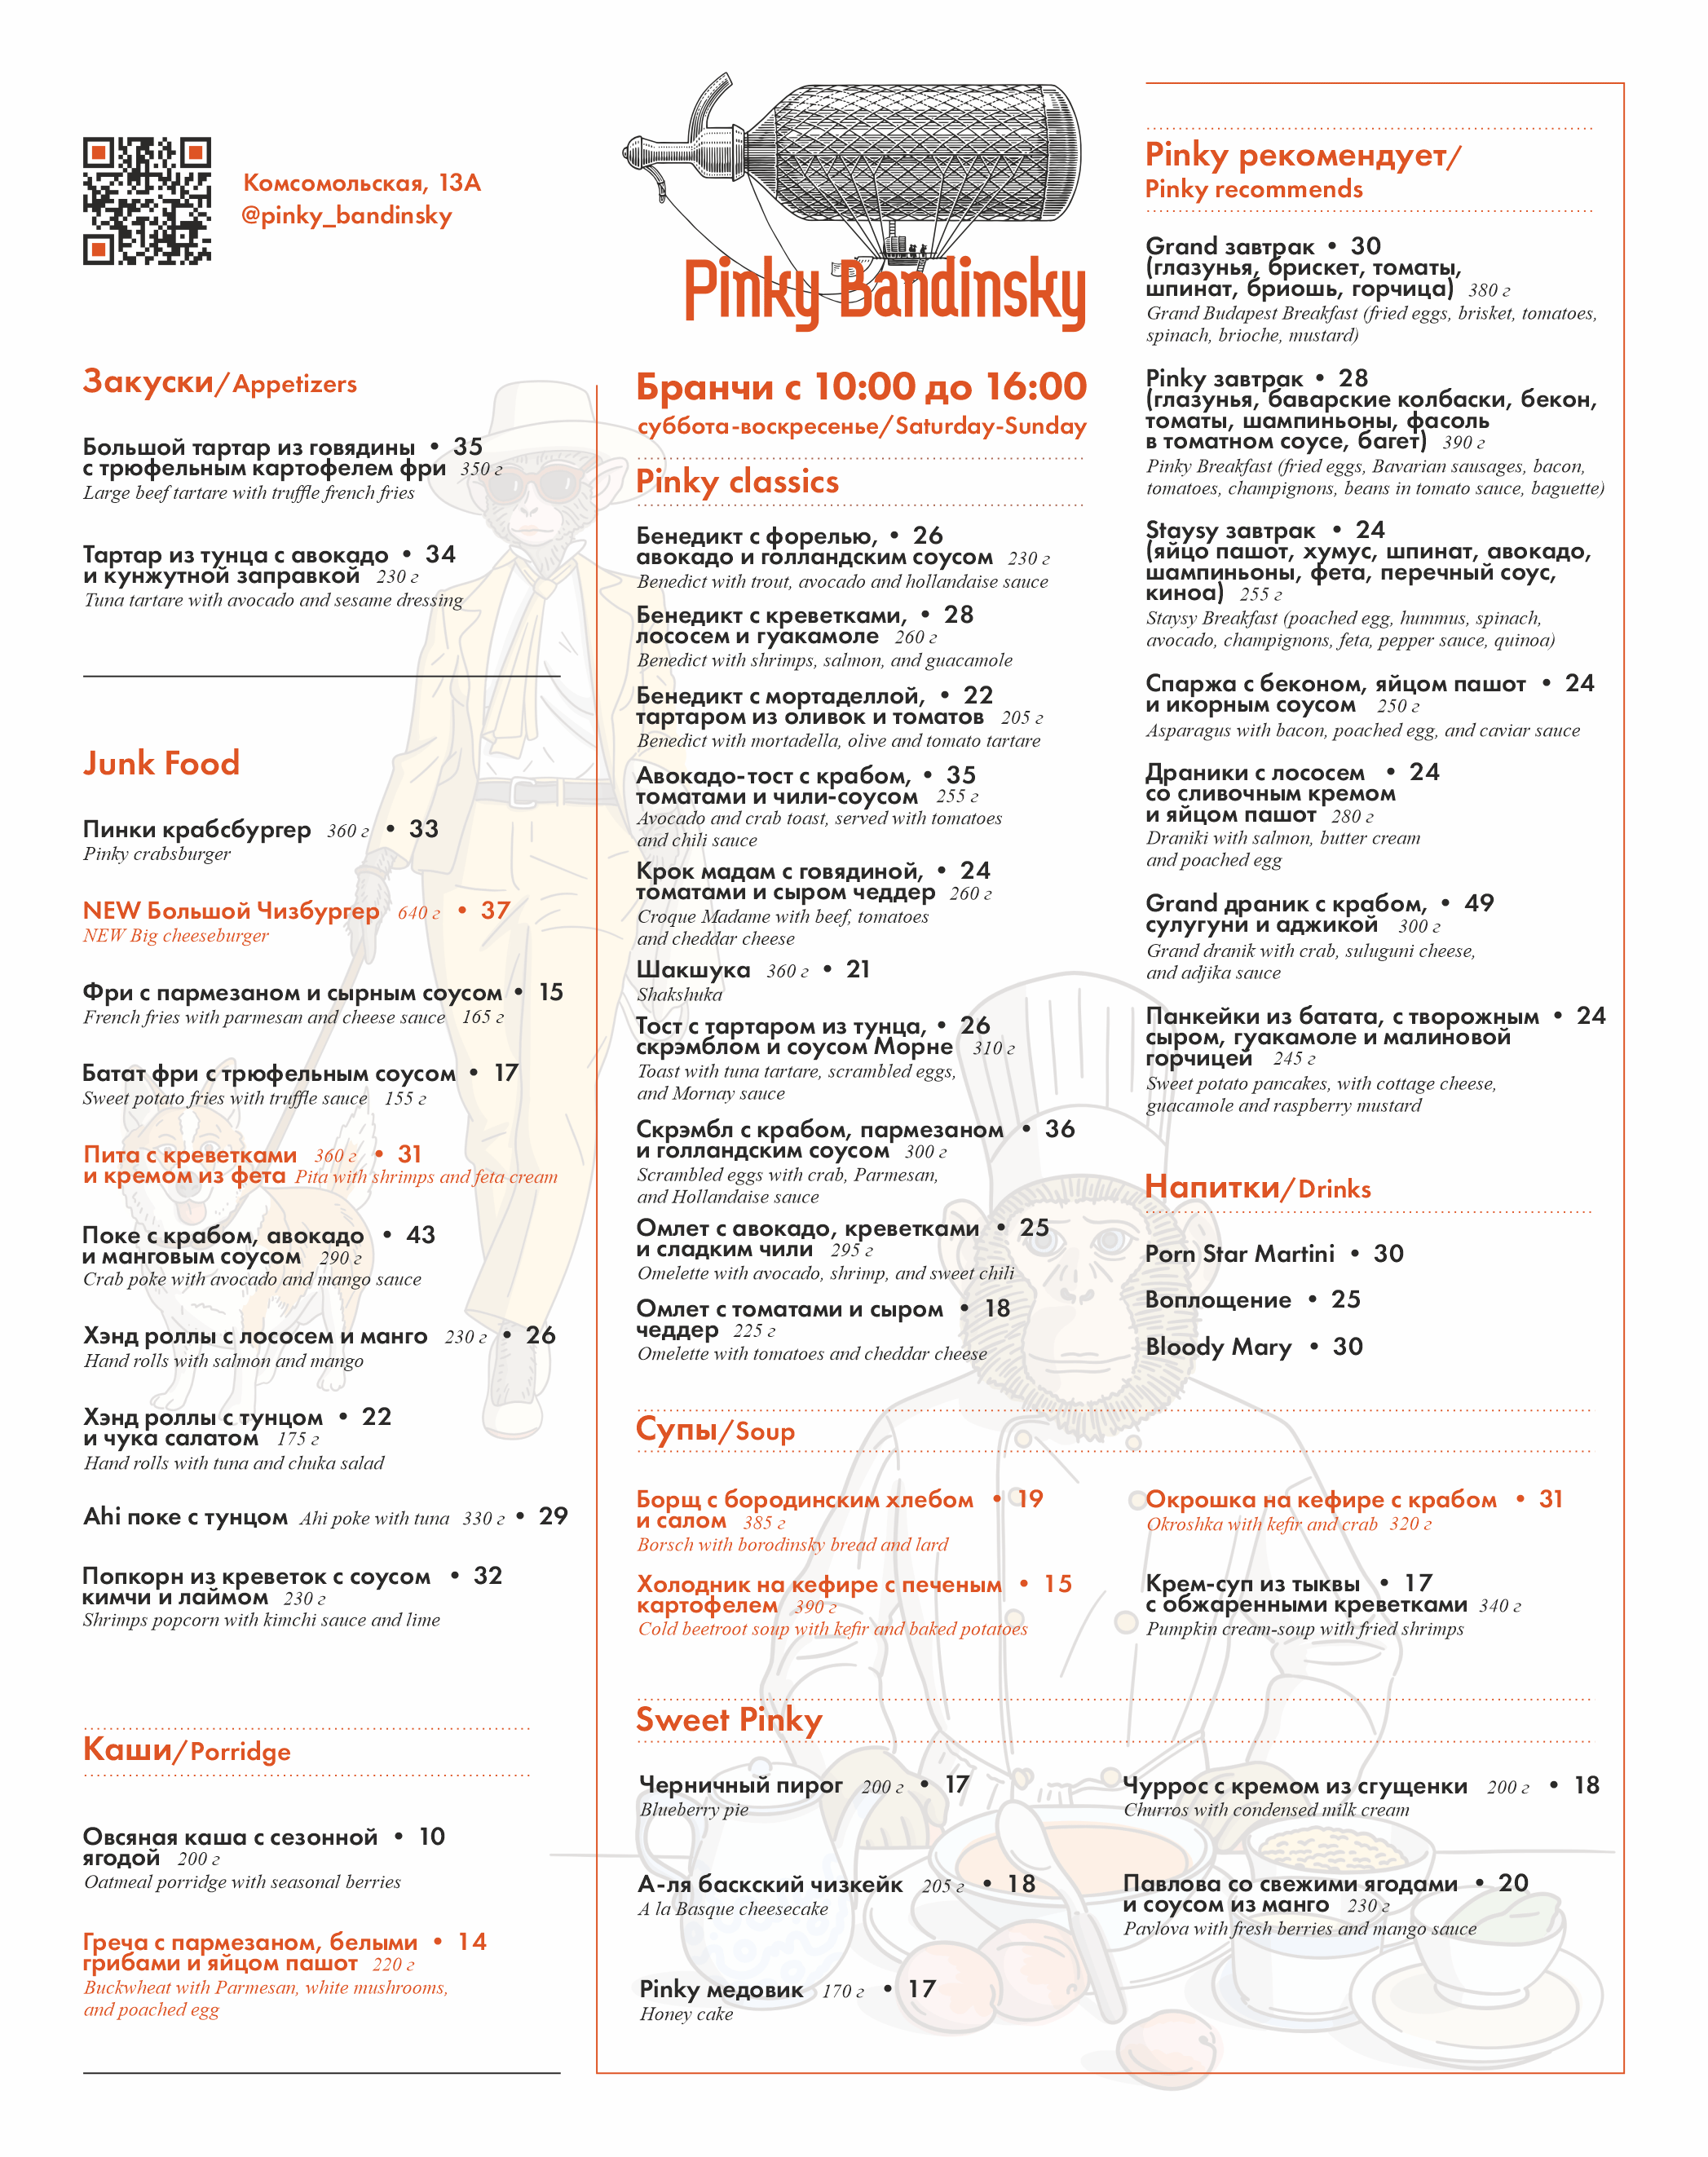 Комсомольская, 13А
@pinky_bandinsky
Закуски/Appetizers
Большой тартар из говядины • 35
с трюфельным картофелем фри 350 г
Large beef tartare with truffle french fries
Тартар из тунца с авокадо • 34
и кунжутной заправкой 230 г
Tuna tartare with avocado and sesame dressing
Junk Food
Пинки крабсбургер 360 г • 33
Pinky crabsburger
NEW Большой Чизбургер 640 г • 37
NEW Big cheeseburger
Фри с пармезаном и сырным соусом • 15
French fries with parmesan and cheese sauce 165 г
Батат фри с трюфельным соусом • 17
Sweet potato fries with truffle sauce 155 г
Пита с креветками 360 г • 31
и кремом из фета Pita with shrimps and feta cream
Поке с крабом, авокадо • 43
и манговым соусом 290 г
Crab poke with avocado and mango sauce
Хэнд роллы с лососем и манго 230 г • 26
Hand rolls with salmon and mango
Хэнд роллы с тунцом • 22
и чука салатом 175 г
Hand rolls with tuna and chuka salad
Ahi поке с тунцом Ahi poke with tuna 330 г • 29
Попкорн из креветок с соусом • 32
кимчи и лаймом 230 г
Shrimps popcorn with kimchi sauce and lime
Каши/Porridge
Овсяная каша с сезонной • 10
ягодой 200 г
Oatmeal porridge with seasonal berries
Греча с пармезаном, белыми • 14
грибами и яйцом пашот 220 г
Buckwheat with Parmesan, white mushrooms,
and poached egg
Pinky Bandinsky
Бранчи с 10:00 до 16:00
суббота-воскресенье/Saturday-Sunday
Pinky classics
Бенедикт с форелью, • 26
авокадо и голландским соусом 230 г
Benedict with trout, avocado and hollandaise sauce
Бенедикт с креветками, • 28
лососем и гуакамоле 260 г
Benedict with shrimps, salmon, and guacamole
Бенедикт с мортаделлой, • 22
тартаром из оливок и томатов 205 г
Benedict with mortadella, olive and tomato tartare
Авокадо-тост с крабом, • 35
томатами и чили-соусом 255 г
Avocado and crab toast, served with tomatoes
and chili sauce
Крок мадам с говядиной, • 24
томатами и сыром чеддер 260 г
Croque Madame with beef, tomatoes
and cheddar cheese
Шакшука 360 г • 21
Shakshuka
Тост с тартаром из тунца, • 26
скрэмблом и соусом Морне 310 г
Toast with tuna tartare, scrambled eggs,
and Mornay sauce
Скрэмбл с крабом, пармезаном • 36
и голландским соусом 300 г
Scrambled eggs with crab, Parmesan,
and Hollandaise sauce
Омлет с авокадо, креветками • 25
и сладким чили 295 г
Omelette with avocado, shrimp, and sweet chili
Омлет с томатами и сыром • 18
чеддер 225 г
Omelette with tomatoes and cheddar cheese
Pinky рекомендует/
Pinky recommends
Grand завтрак • 30
(глазунья, брискет, томаты,
шпинат, бриошь, горчица) 380 г
Grand Budapest Breakfast (fried eggs, brisket, tomatoes,
spinach, brioche, mustard)
Pinky завтрак • 28
(глазунья, баварские колбаски, бекон,
томаты, шампиньоны, фасоль
в томатном соусе, багет) 390 г
Pinky Breakfast (fried eggs, Bavarian sausages, bacon,
tomatoes, champignons, beans in tomato sauce, baguette)
Staysy завтрак • 24
(яйцо пашот, хумус, шпинат, авокадо,
шампиньоны, фета, перечный соус,
киноа) 255 г
Staysy Breakfast (poached egg, hummus, spinach,
avocado, champignons, feta, pepper sauce, quinoa)
Спаржа с беконом, яйцом пашот • 24
и икорным соусом 250 г
Asparagus with bacon, poached egg, and caviar sauce
Драники с лососем • 24
со сливочным кремом
и яйцом пашот 280 г
Draniki with salmon, butter cream
and poached egg
Grand драник с крабом, • 49
сулугуни и аджикой 300 г
Grand dranik with crab, suluguni cheese,
and adjika sauce
Панкейки из батата, с творожным • 24
сыром, гуакамоле и малиновой
горчицей 245 г
Sweet potato pancakes, with cottage cheese,
guacamole and raspberry mustard
Напитки/Drinks
Porn Star Martini • 30
Воплощение • 25
Bloody Mary • 30
Супы/Soup
Борщ с бородинским хлебом • 19
и салом 385 г
Borsch with borodinsky bread and lard
Холодник на кефире с печеным • 15
картофелем 390 г
Cold beetroot soup with kefir and baked potatoes
Окрошка на кефире с крабом • 31
Okroshka with kefir and crab 320 г
Крем-суп из тыквы • 17
с обжаренными креветками 340 г
Pumpkin cream-soup with fried shrimps
Sweet Pinky
Черничный пирог 200 г • 17
Blueberry pie
А-ля баскский чизкейк 205 г • 18
A la Basque cheesecake
Pinky медовик 170 г • 17
Honey cake
Чуррос с кремом из сгущенки 200 г • 18
Churros with condensed milk cream
Павлова со свежими ягодами • 20
и соусом из манго 230 г
Pavlova with fresh berries and mango sauce